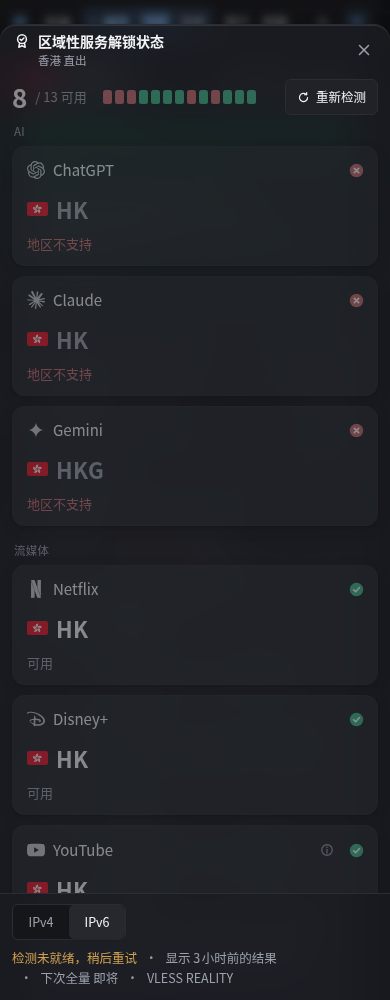 区域性服务解锁状态
香港 直出
8 / 13 可用
重新检测
AI
ChatGPT
HK
地区不支持
Claude
HK
地区不支持
Gemini
HKG
地区不支持
流媒体
Netflix
HK
可用
Disney+
HK
可用
YouTube
HK
IPv4 IPv6
检测未就绪，稍后重试 • 显示 3 小时前的结果
• 下次全量 即将 • VLESS REALITY